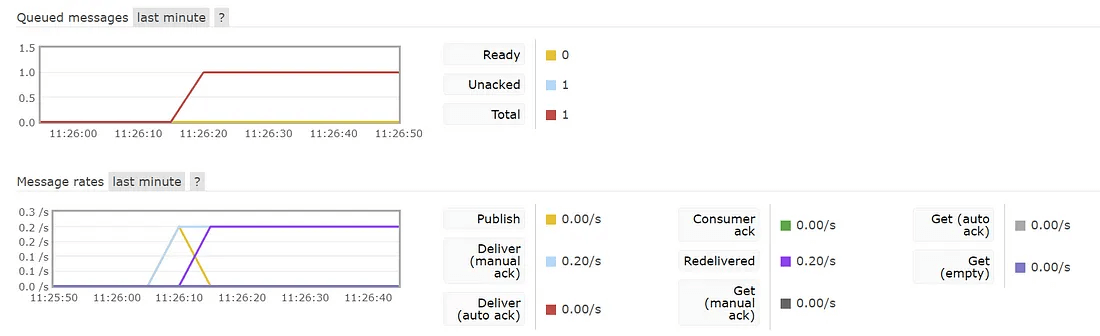 Queued messages last minute ?
1.5
1.0
0.5
0.0
11:26:00 11:26:10 11:26:20 11:26:30 11:26:40 11:26:50
Ready 0
Unacked 1
Total 1
Message rates last minute ?
0.3 /s
0.2 /s
0.2 /s
0.1 /s
0.1 /s
0.0 /s
11:25:50 11:26:00 11:26:10 11:26:20 11:26:30 11:26:40
Publish 0.00/s
Deliver
(manual 0.20/s
ack)
Deliver
(auto ack) 0.00/s
Consumer
ack 0.00/s
Redelivered 0.20/s
Get
(manual 0.00/s
ack)
Get (auto
ack) 0.00/s
Get
(empty) 0.00/s